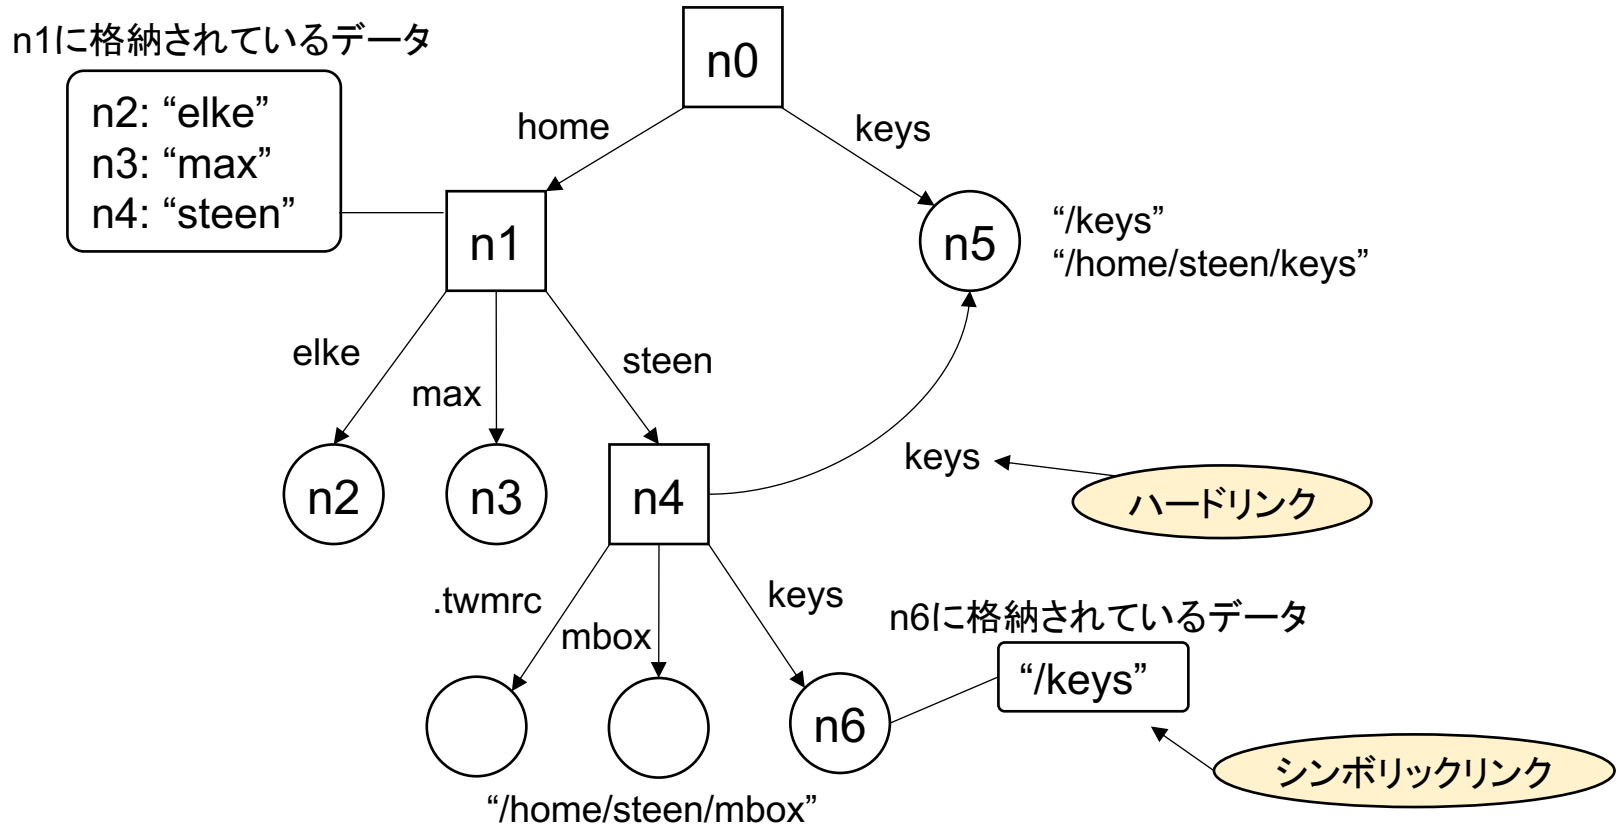 n1に格納されているデータ
n2: “elke”
n3: “max”
n4: “steen”
n0
home
keys
n1
n5
“/keys”
“/home/steen/keys”
elke
max
steen
n2
n3
n4
keys
ハードリンク
.twmrc
mbox
keys
n6に格納されているデータ
“/keys”
n6
シンボリックリンク
“/home/steen/mbox”